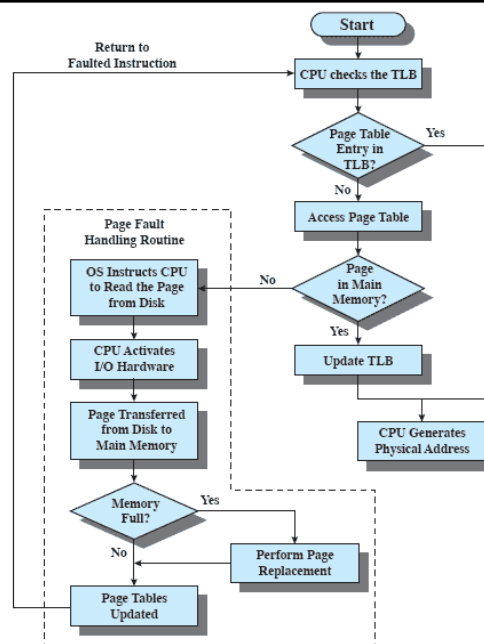 Start
Return to
Faulted Instruction
CPU checks the TLB
Page Table
Entry in
TLB?
Yes
No
Access Page Table
Page Fault
Handling Routine
OS Instructs CPU
to Read the Page
from Disk
No
Page
in Main
Memory?
Yes
CPU Activates
I/O Hardware
Update TLB
Page Transferred
from Disk to
Main Memory
CPU Generates
Physical Address
Memory
Full?
Yes
No
Perform Page
Replacement
Page Tables
Updated